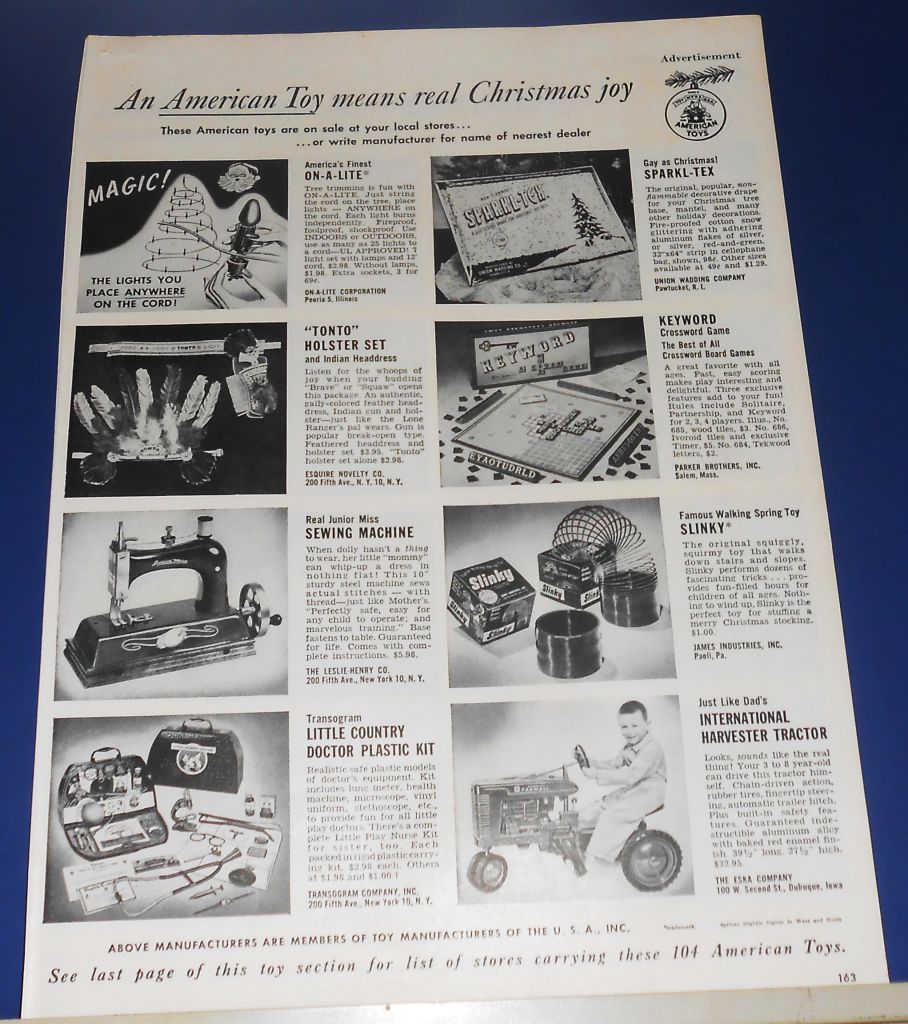 Advertisement
An American Toy means real Christmas joy
These American toys are on sale at your local stores...
...or write manufacturer for name of nearest dealer
AMERICAN
TOYS
MAGIC!
THE LIGHTS YOU
PLACE ANYWHERE
ON THE CORD!
America's Finest
ON-A-LITE*
Tree trimming is fun with
ON-A-LITE. Just string
the cord on the tree, place
lights — ANYWHERE on
the cord. Each light burns
independently. Fireproof,
foolproof, shockproof. Use
INDOORS or OUTDOORS,
use as many as 25 lights to
a cord—UL APPROVED! 7
light set with lamps and 12'
cord, $2.98. Without lamps,
$1.98. Extra sockets, 3 for
69¢.
ON-A-LITE CORPORATION
Peoria 5, Illinois
SPARKL-TEX
UNION WADDING CO.
Gay as Christmas!
SPARKL-TEX
The original, popular, non-
flammable decorative drape
for your Christmas tree
base, mantel, and many
other holiday decorations.
Fire-proofed cotton snow
glittering with adhering
aluminum flakes of silver,
or silver, red-and-green.
32"x64" strip in cellophane
bag, shown, 98¢. Other sizes
available at 49¢ and $1.29.
UNION WADDING COMPANY
Pawtucket, R. I.
TONTO
"TONTO"
HOLSTER SET
and Indian Headdress
Listen for the whoops of
joy when your budding
"Brave" or "Squaw" opens
this package. An authentic,
gaily-colored feather head-
dress, Indian gun and hol-
ster—just like the Lone
Ranger's pal wears. Gun is
popular break-open type.
Feathered headdress and
holster set $3.95. "Tonto"
holster set alone $2.98.
ESQUIRE NOVELTY CO.
200 Fifth Ave., N. Y. 10, N. Y.
KEYWORD
EYAOTUDRLD
KEYWORD
Crossword Game
The Best of All
Crossword Board Games
A great favorite with all
ages. Fast, easy scoring
makes play interesting and
delightful. Three exclusive
features add to your fun!
Rules include Solitaire,
Partnership, and Keyword
for 2, 3, 4 players. Illus., No.
685, wood tiles, $3. No. 686,
Ivoroid tiles and exclusive
Timer, $5. No. 684, Tekwood
letters, $2.
PARKER BROTHERS, INC.
Salem, Mass.
Real Junior Miss
SEWING MACHINE
When dolly hasn't a thing
to wear, her little "mommy"
can whip-up a dress in
nothing flat! This 10"
sturdy steel machine sews
actual stitches — with
thread—just like Mother's.
"Perfectly safe, easy for
any child to operate; and
marvelous training." Base
fastens to table. Guaranteed
for life. Comes with com-
plete instructions. $5.98.
THE LESLIE-HENRY CO.
200 Fifth Ave., New York 10, N. Y.
Slinky
Slinky
Slinky
Slinky
Famous Walking Spring Toy
SLINKY*
The original squiggly,
squirmy toy that walks
down stairs and slopes.
Slinky performs dozens of
fascinating tricks ... pro-
vides fun-filled hours for
children of all ages. Noth-
ing to wind up, Slinky is the
perfect toy for stuffing a
merry Christmas stocking.
$1.00.
JAMES INDUSTRIES, INC.
Paoli, Pa.
Transogram
LITTLE COUNTRY
DOCTOR PLASTIC KIT
Realistic safe plastic models
of doctor's equipment. Kit
includes lung meter, health
machine, microscope, vinyl
uniform, stethoscope, etc.,
to provide fun for all little
play doctors. There's a com-
plete Little Play Nurse Kit
for sister, too. Each
packed in rigid plastic carry-
ing kit. $2.98 each. Others
at $1.98 and $1.00.
TRANSOGRAM COMPANY, INC.
200 Fifth Ave., New York 10, N. Y.
Just Like Dad's
INTERNATIONAL
HARVESTER TRACTOR
Looks, sounds like the real
thing! Your 3 to 8 year-old
can drive this tractor him-
self. Chain-driven action,
rubber tires, fingertip steer-
ing, automatic trailer hitch.
Plus built-in safety fea-
tures. Guaranteed inde-
structible aluminum alloy
with baked red enamel fin-
ish 39½" long. 27½" high.
$32.95.
THE ESKA COMPANY
100 W. Second St., Dubuque, Iowa
ABOVE MANUFACTURERS ARE MEMBERS OF TOY MANUFACTURERS OF THE U. S. A., INC.
*Trademark
See last page of this toy section for list of stores carrying these 104 American Toys.
163